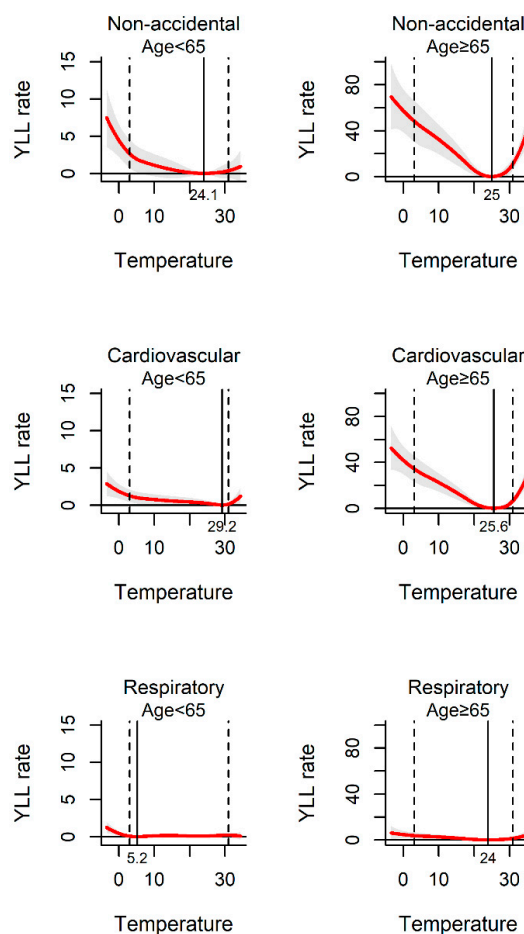 Non-accidental
Age<65
YLL rate
15
10
5
0
24.1
0 10 30
Temperature
Non-accidental
Age≥65
YLL rate
80
40
0
25
0 10 30
Temperature
Cardiovascular
Age<65
YLL rate
15
10
5
0
29.2
0 10 30
Temperature
Cardiovascular
Age≥65
YLL rate
80
40
0
25.6
0 10 30
Temperature
Respiratory
Age<65
YLL rate
15
10
5
0
5.2
0 10 30
Temperature
Respiratory
Age≥65
YLL rate
80
40
0
24
0 10 30
Temperature